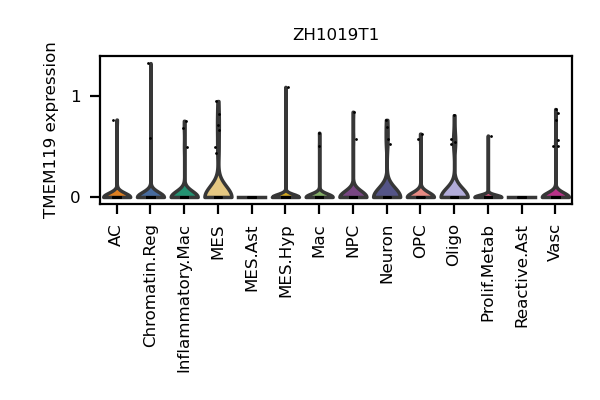 ZH1019T1
TMEM119 expression
1
0
AC
Chromatin.Reg
Inflammatory.Mac
MES
MES.Ast
MES.Hyp
Mac
NPC
Neuron
OPC
Oligo
Prolif.Metab
Reactive.Ast
Vasc